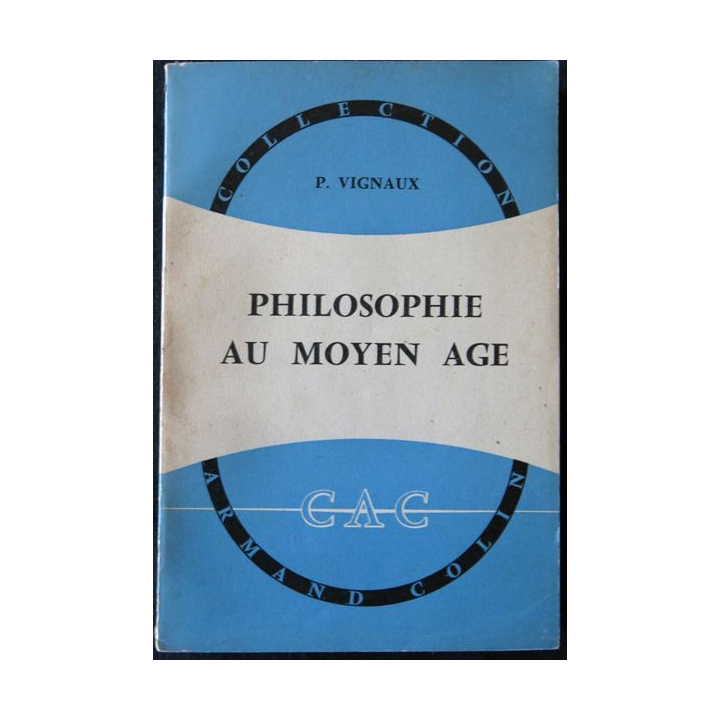 COLLECTION
P. VIGNAUX
PHILOSOPHIE
AU MOYEN AGE
CAC
ARMAND COLIN